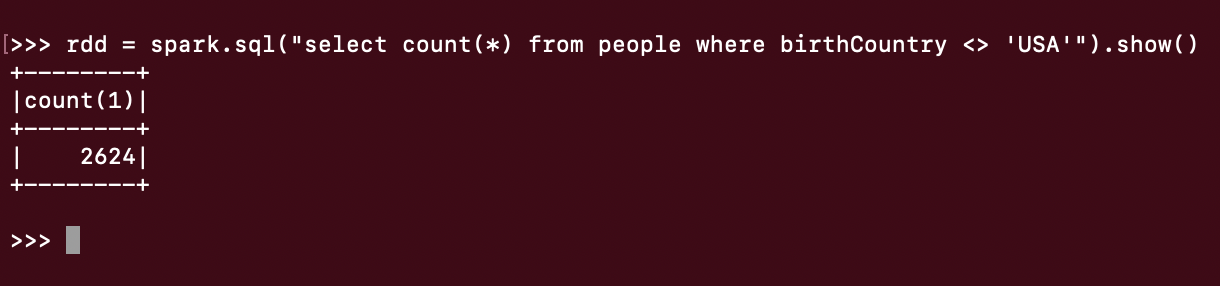 [>>> rdd = spark.sql("select count(*) from people where birthCountry <> 'USA'").show()
+--------+
|count(1)|
+--------+
|    2624|
+--------+
>>>